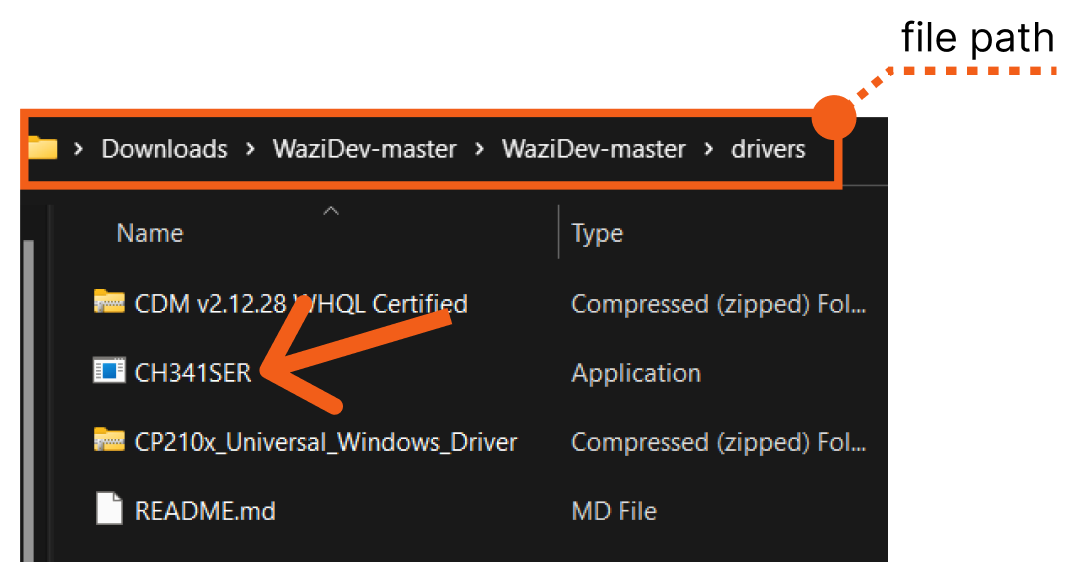 file path
Downloads > WaziDev-master > WaziDev-master > drivers
Name Type
CDM v2.12.28 WHQL Certified Compressed (zipped) Fol...
CH341SER Application
CP210x_Universal_Windows_Driver Compressed (zipped) Fol...
README.md MD File